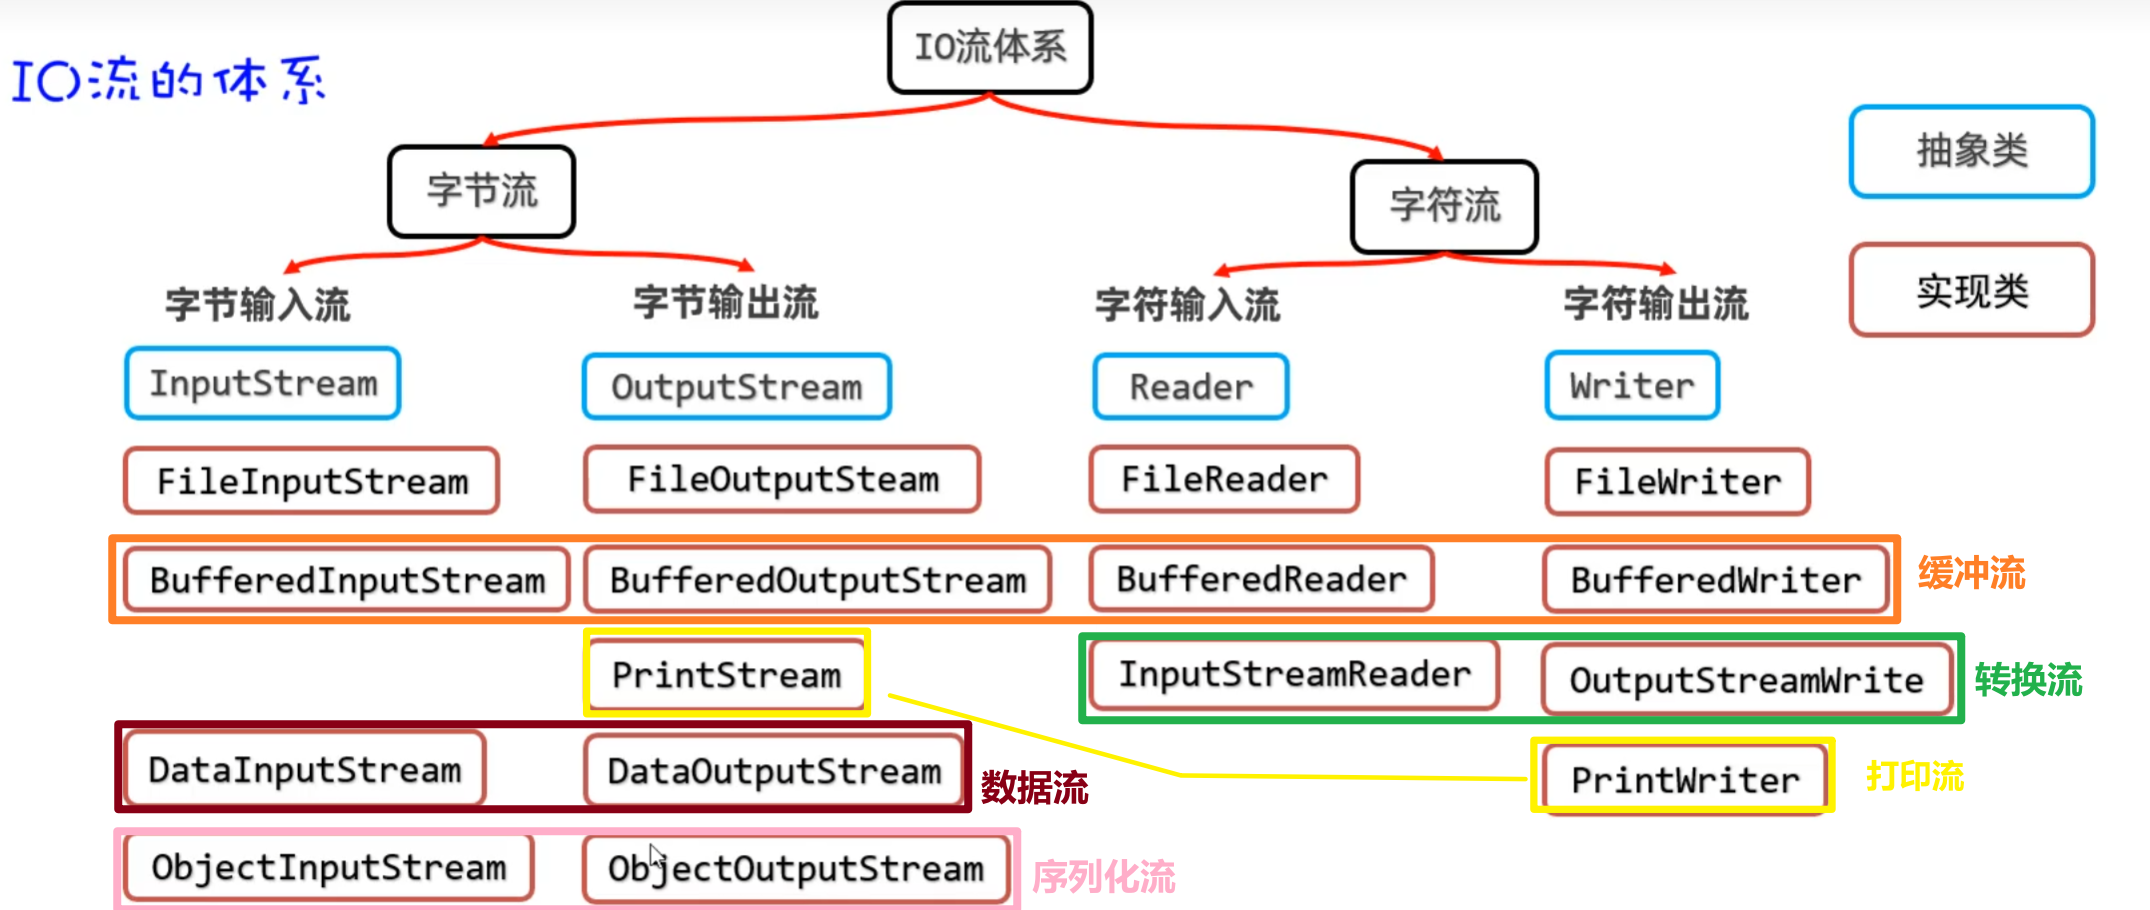 IO流体系
IO流的体系
抽象类
字节流
字符流
实现类
字节输入流
字节输出流
字符输入流
字符输出流
InputStream
OutputStream
Reader
Writer
FileInputStream
FileOutputSteam
FileReader
FileWriter
BufferedInputStream
BufferedOutputStream
BufferedReader
BufferedWriter
缓冲流
PrintStream
InputStreamReader
OutputStreamWrite
转换流
DataInputStream
DataOutputStream
数据流
PrintWriter
打印流
ObjectInputStream
ObjectOutputStream
序列化流